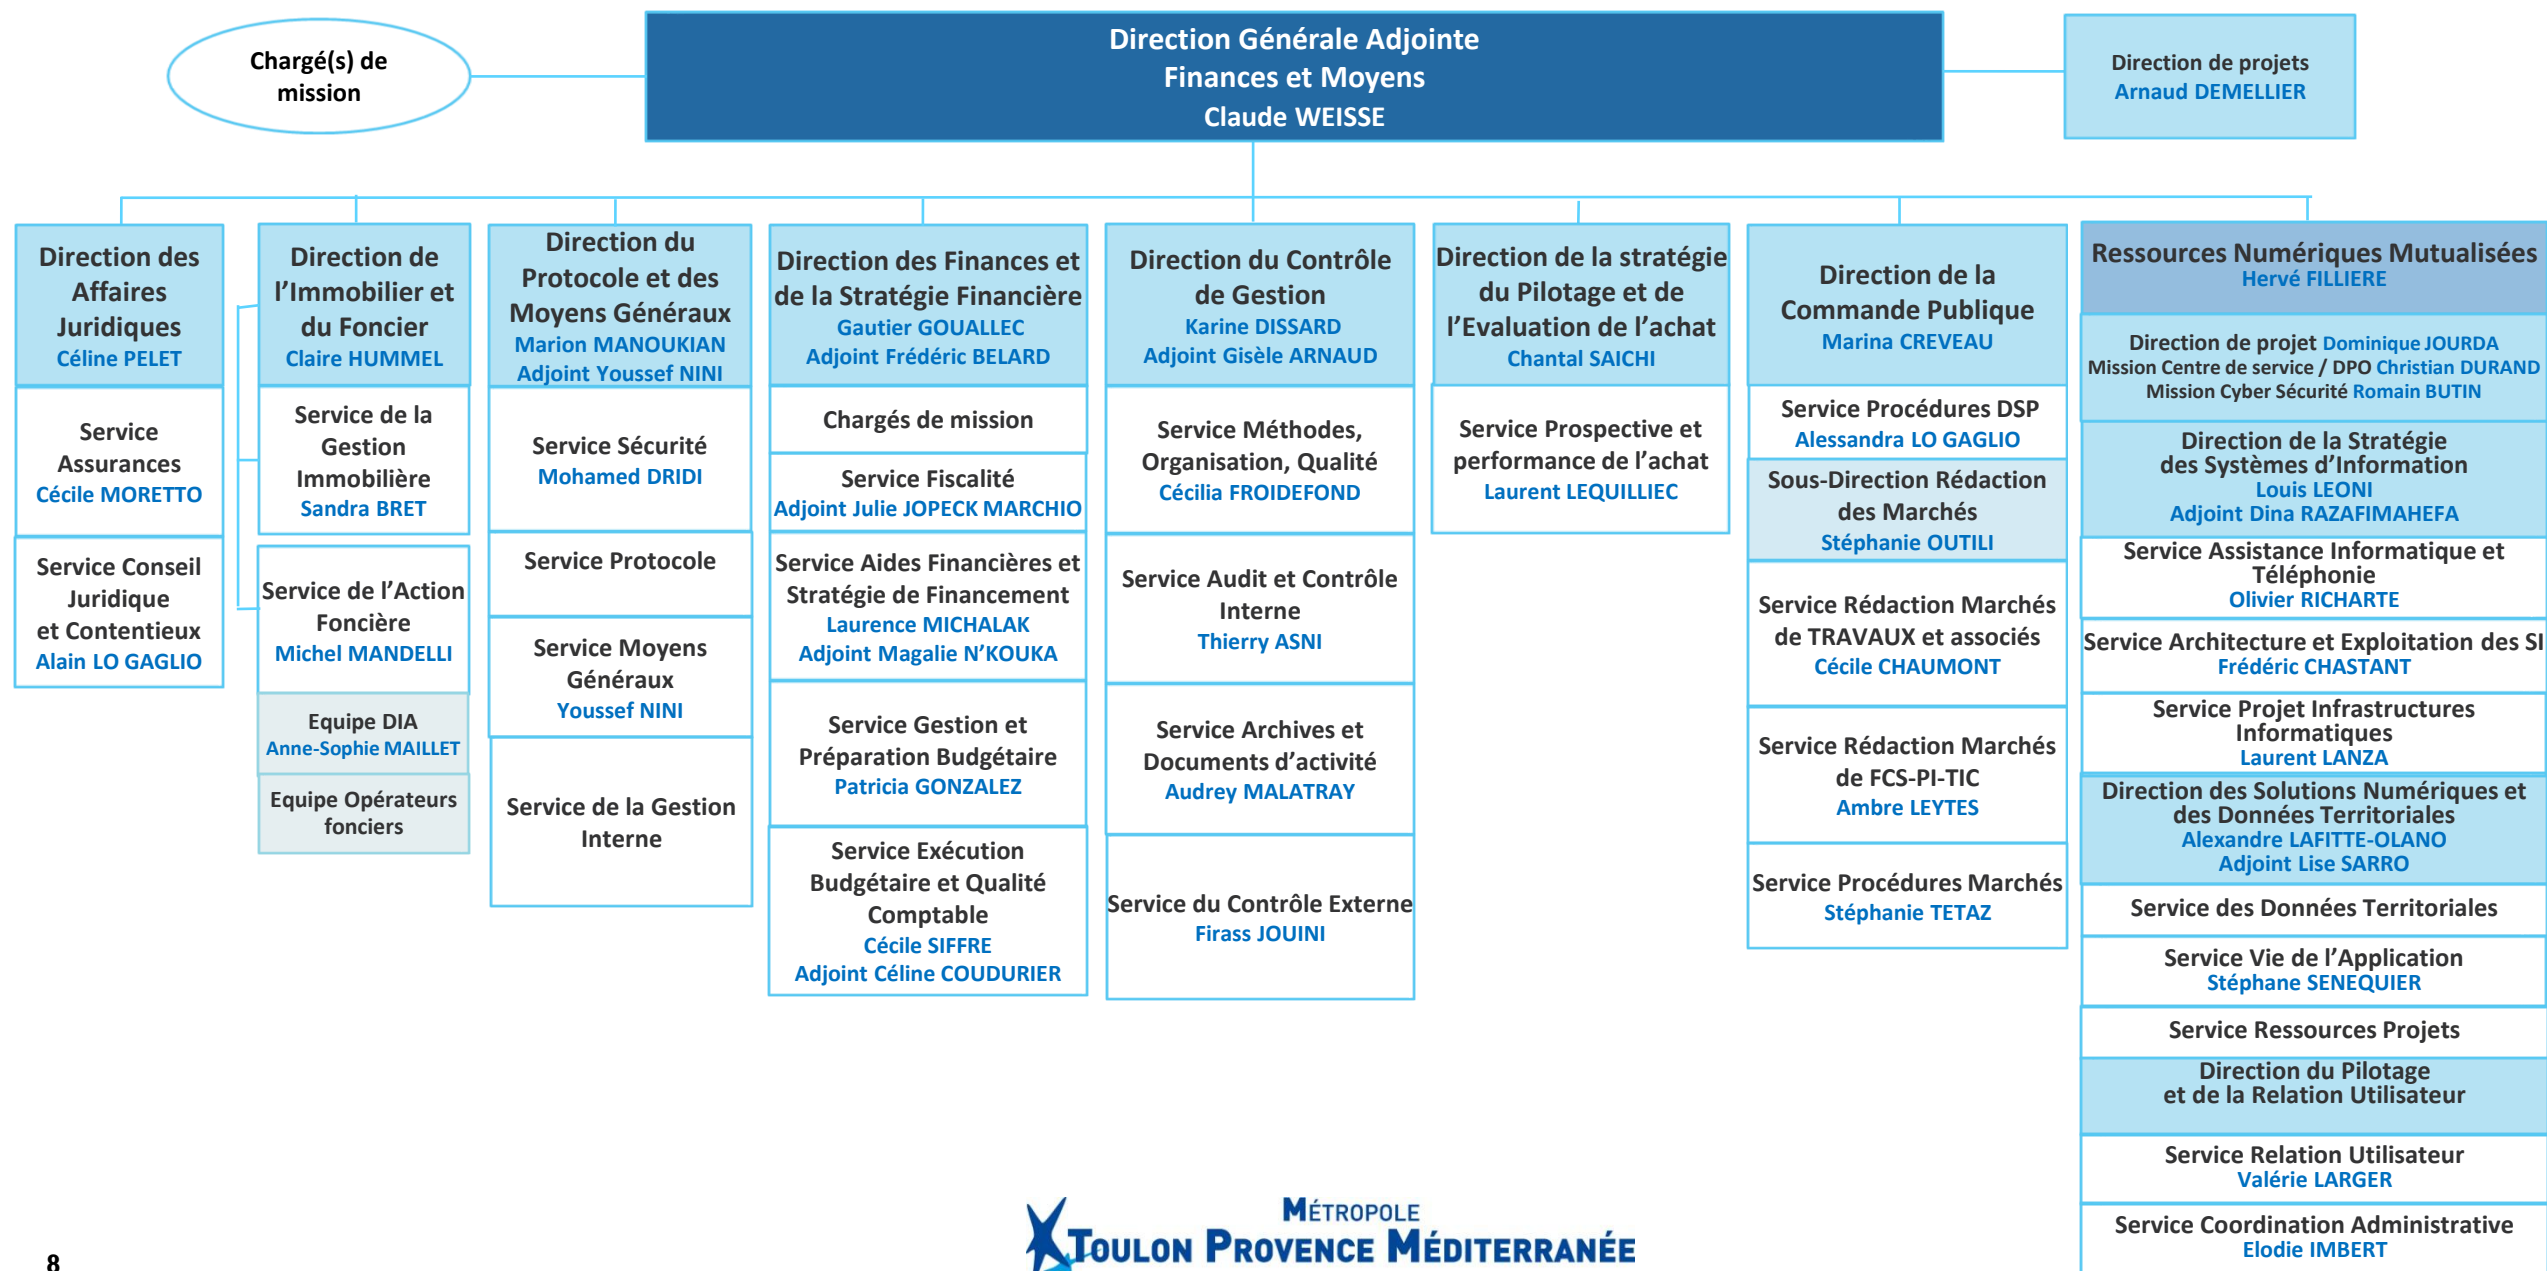 Chargé(s) de
mission
Direction Générale Adjointe
Finances et Moyens
Claude WEISSE
Direction de projets
Arnaud DEMELLIER
Direction des
Affaires
Juridiques
Céline PELET
Service
Assurances
Cécile MORETTO
Service Conseil
Juridique
et Contentieux
Alain LO GAGLIO
Direction de
l’Immobilier et
du Foncier
Claire HUMMEL
Service de la
Gestion
Immobilière
Sandra BRET
Service de l’Action
Foncière
Michel MANDELLI
Equipe DIA
Anne-Sophie MAILLET
Equipe Opérateurs
fonciers
Direction du
Protocole et des
Moyens Généraux
Marion MANOUKIAN
Adjoint Youssef NINI
Service Sécurité
Mohamed DRIDI
Service Protocole
Service Moyens
Généraux
Youssef NINI
Service de la Gestion
Interne
Direction des Finances et
de la Stratégie Financière
Gautier GOUALLEC
Adjoint Frédéric BELARD
Chargés de mission
Service Fiscalité
Adjoint Julie JOPECK MARCHIO
Service Aides Financières et
Stratégie de Financement
Laurence MICHALAK
Adjoint Magalie N’KOUKA
Service Gestion et
Préparation Budgétaire
Patricia GONZALEZ
Service Exécution
Budgétaire et Qualité
Comptable
Cécile SIFFRE
Adjoint Céline COUDURIER
Direction du Contrôle
de Gestion
Karine DISSARD
Adjoint Gisèle ARNAUD
Service Méthodes,
Organisation, Qualité
Cécilia FROIDEFOND
Service Audit et Contrôle
Interne
Thierry ASNI
Service Archives et
Documents d’activité
Audrey MALATRAY
Service du Contrôle Externe
Firass JOUINI
Direction de la stratégie
du Pilotage et de
l’Evaluation de l’achat
Chantal SAICHI
Service Prospective et
performance de l’achat
Laurent LEQUILLIEC
Direction de la
Commande Publique
Marina CREVEAU
Service Procédures DSP
Alessandra LO GAGLIO
Sous-Direction Rédaction
des Marchés
Stéphanie OUTILI
Service Rédaction Marchés
de TRAVAUX et associés
Cécile CHAUMONT
Service Rédaction Marchés
de FCS-PI-TIC
Ambre LEYTES
Service Procédures Marchés
Stéphanie TETAZ
Ressources Numériques Mutualisées
Hervé FILLIERE
Direction de projet Dominique JOURDA
Mission Centre de service / DPO Christian DURAND
Mission Cyber Sécurité Romain BUTIN
Direction de la Stratégie
des Systèmes d’Information
Louis LEONI
Adjoint Dina RAZAFIMAHEFA
Service Assistance Informatique et
Téléphonie
Olivier RICHARTE
Service Architecture et Exploitation des SI
Frédéric CHASTANT
Service Projet Infrastructures
Informatiques
Laurent LANZA
Direction des Solutions Numériques et
des Données Territoriales
Alexandre LAFITTE-OLANO
Adjoint Lise SARRO
Service des Données Territoriales
Service Vie de l’Application
Stéphane SENEQUIER
Service Ressources Projets
Direction du Pilotage
et de la Relation Utilisateur
Service Relation Utilisateur
Valérie LARGER
Service Coordination Administrative
Elodie IMBERT
MÉTROPOLE
TOULON PROVENCE MÉDITERRANÉE
8